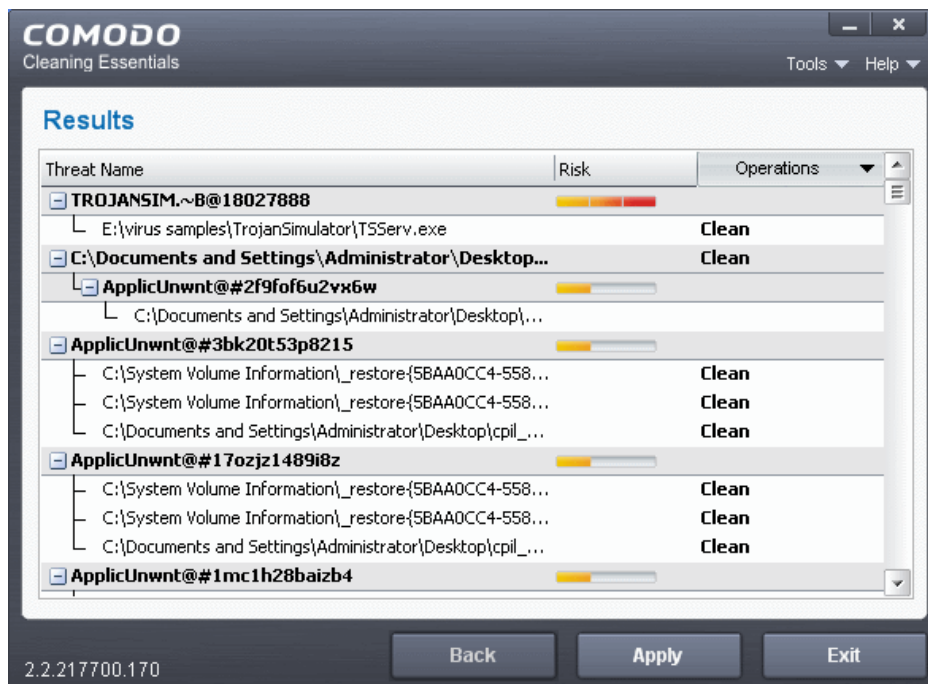 COMODO
Cleaning Essentials
Tools Help
Results
Threat Name Risk Operations
TROJANSIM.~B@18027888
E:\virus samples\TrojanSimulator\TSServ.exe Clean
C:\Documents and Settings\Administrator\Desktop... Clean
ApplicUnwnt@#2f9fof6u2vx6w
C:\Documents and Settings\Administrator\Desktop\...
ApplicUnwnt@#3bk20t53p8215
C:\System Volume Information\_restore{5BAA0CC4-558... Clean
C:\System Volume Information\_restore{5BAA0CC4-558... Clean
C:\Documents and Settings\Administrator\Desktop\cpil_... Clean
ApplicUnwnt@#17ozjz1489i8z
C:\System Volume Information\_restore{5BAA0CC4-558... Clean
C:\System Volume Information\_restore{5BAA0CC4-558... Clean
C:\Documents and Settings\Administrator\Desktop\cpil_... Clean
ApplicUnwnt@#1mc1h28baizb4
Back Apply Exit
2.2.217700.170